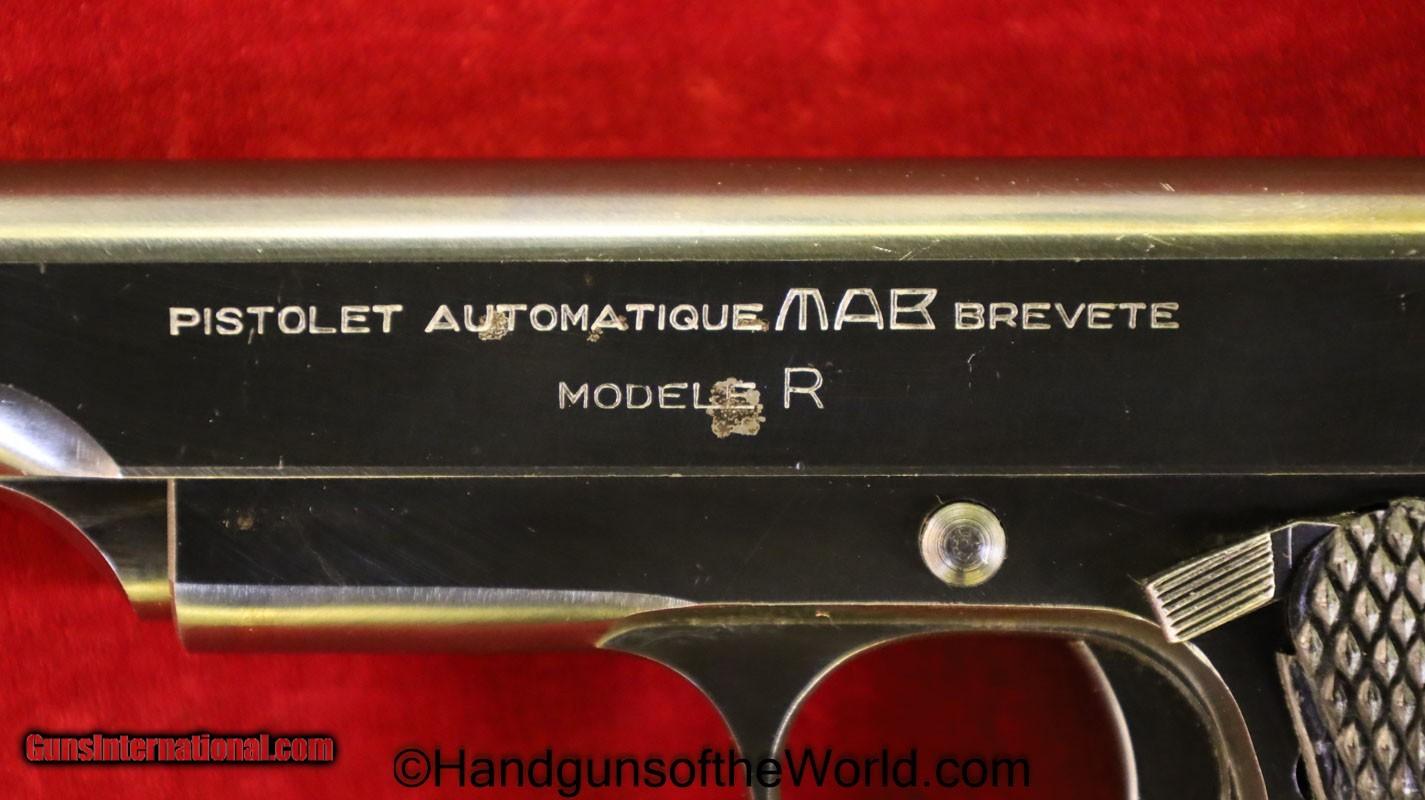 PISTOLET AUTOMATIQUE MAB BREVETE
MODELE R
GunsInternational.com
©HandgunsoftheWorld.com